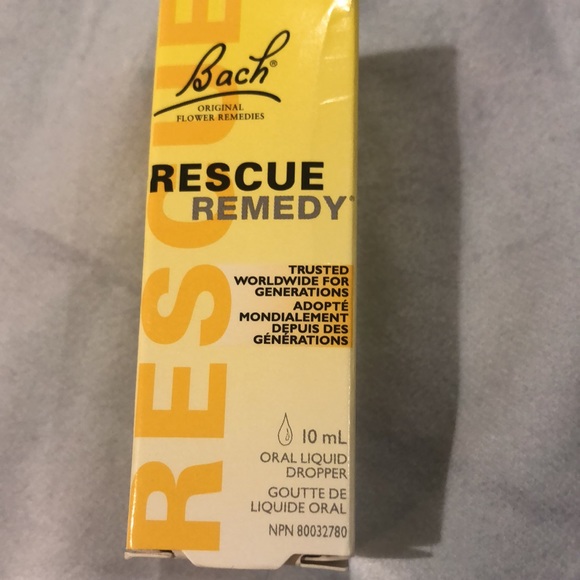 RESCUE
Bach®
ORIGINAL
FLOWER REMEDIES
RESCUE
REMEDY®
TRUSTED
WORLDWIDE FOR
GENERATIONS
ADOPTÉ
MONDIALEMENT
DEPUIS DES
GÉNÉRATIONS
10 mL
ORAL LIQUID
DROPPER
GOUTTE DE
LIQUIDE ORAL
NPN 80032780